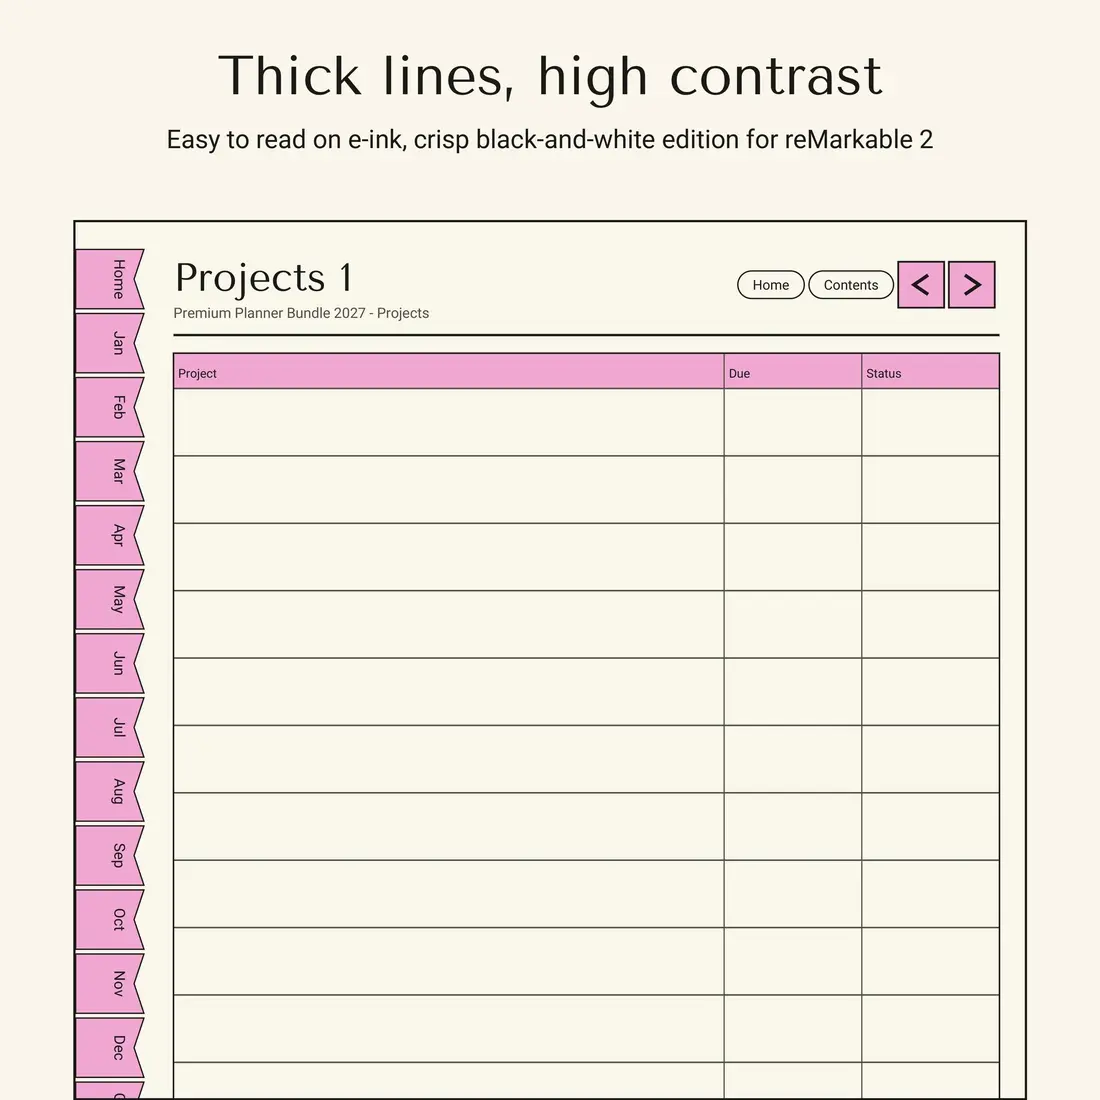 Thick lines, high contrast
Easy to read on e-ink, crisp black-and-white edition for reMarkable 2
Projects 1
Home
Contents
<
>
Premium Planner Bundle 2027 - Projects
Project
Due
Status
Home
Jan
Feb
Mar
Apr
May
Jun
Jul
Aug
Sep
Oct
Nov
Dec